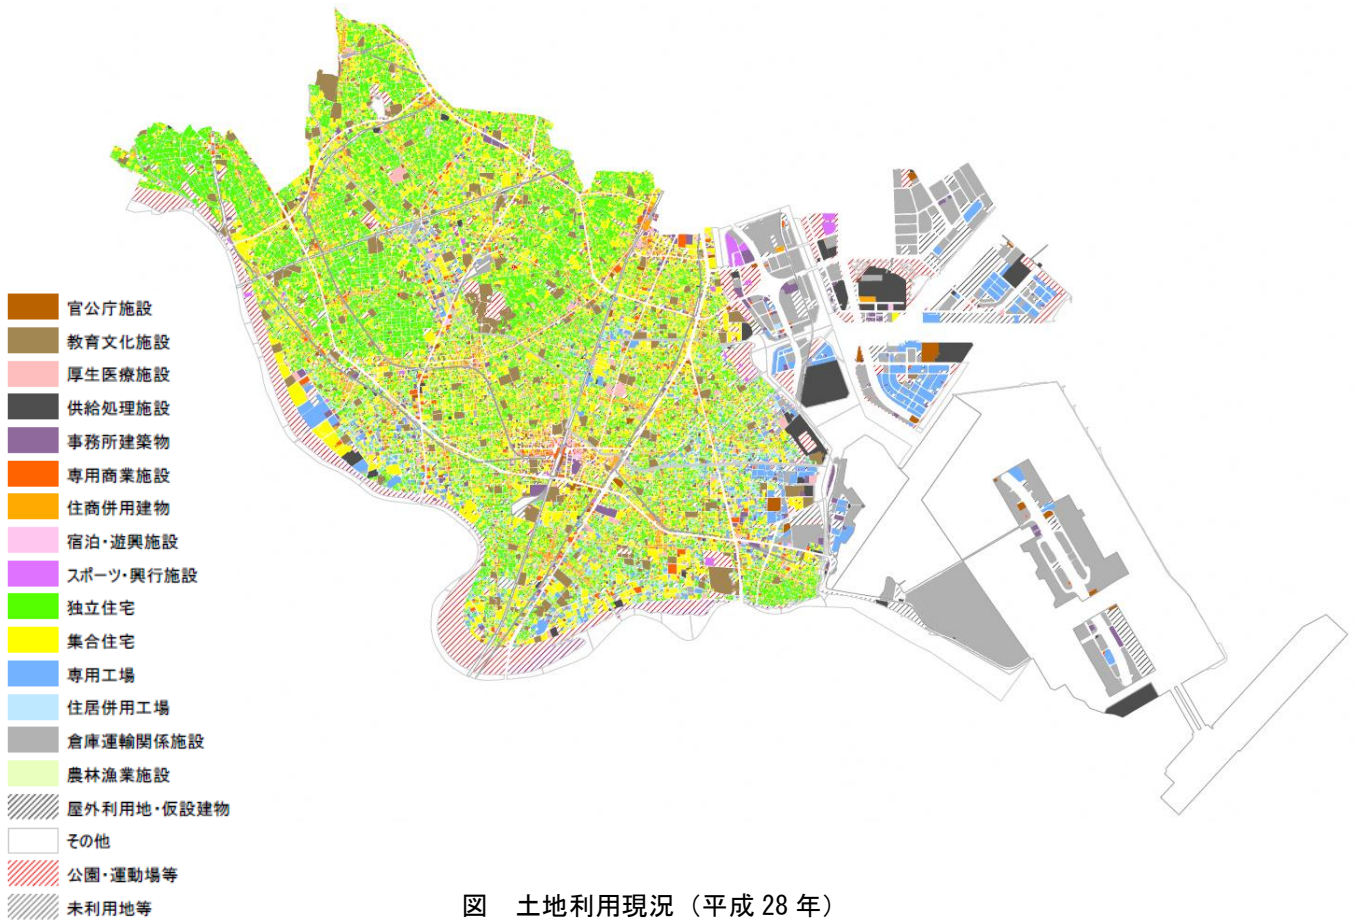 官公庁施設
教育文化施設
厚生医療施設
供給処理施設
事務所建築物
専用商業施設
住商併用建物
宿泊・遊興施設
スポーツ・興行施設
独立住宅
集合住宅
専用工場
住居併用工場
倉庫運輸関係施設
農林漁業施設
屋外利用地・仮設建物
その他
公園・運動場等
未利用地等
図 土地利用現況（平成 28 年）